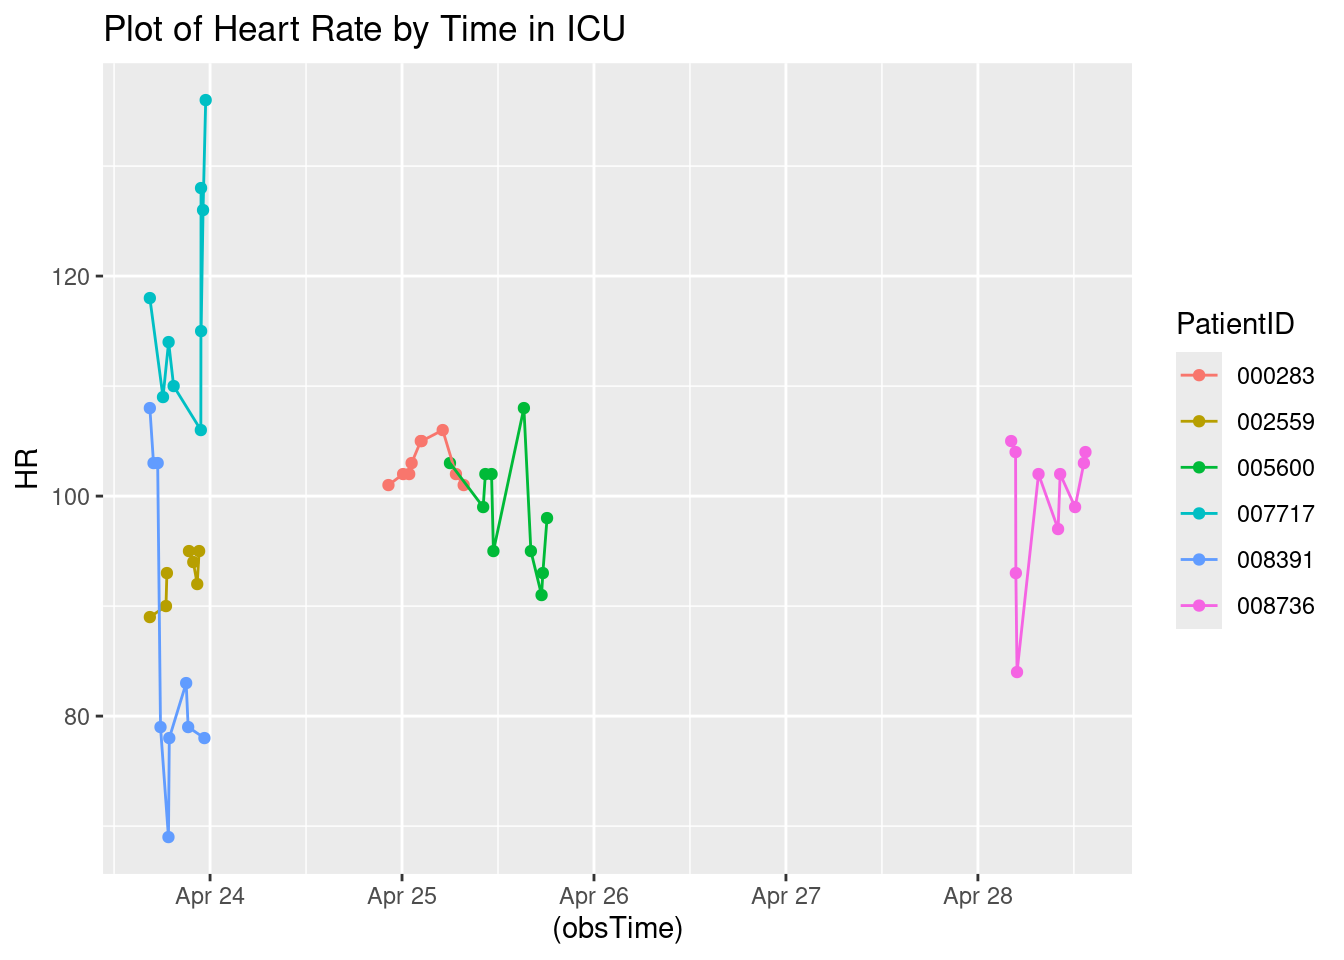 Plot of Heart Rate by Time in ICU
HR
120
100
80
Apr 24
Apr 25
Apr 26
Apr 27
Apr 28
(obsTime)
PatientID
000283
002559
005600
007717
008391
008736